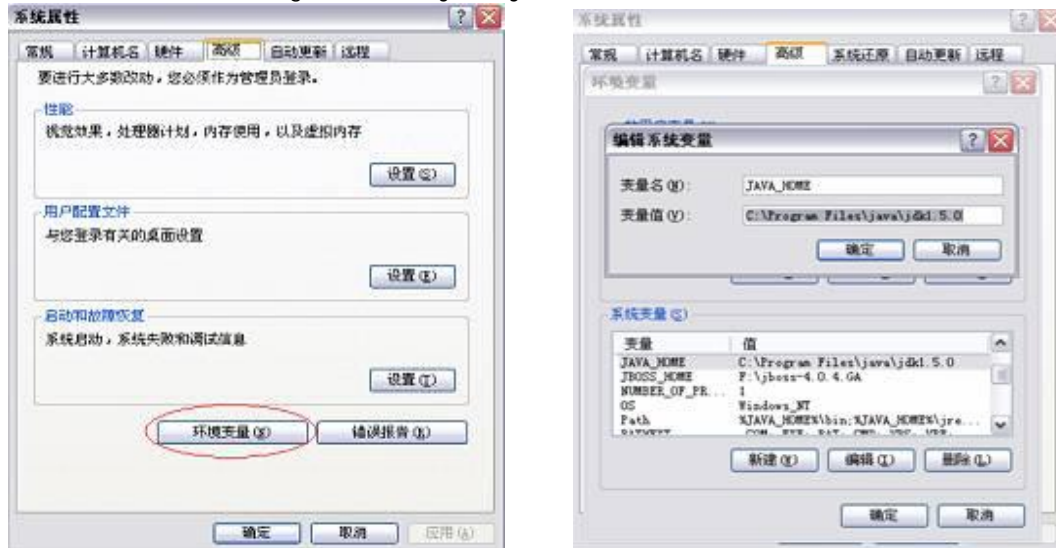 系统属性
常规 计算机名 硬件 高级 自动更新 远程
要进行大多数改动，您必须作为管理员登录。
性能
视觉效果，处理器计划，内存使用，以及虚拟内存
设置(S)
用户配置文件
与您登录有关的桌面设置
设置(E)
启动和故障恢复
系统启动，系统失败和调试信息
设置(T)
环境变量(N) 错误报告(R)
确定 取消 应用(A)
系统属性
常规 计算机名 硬件 高级 系统还原 自动更新 远程
环境变量
编辑系统变量
变量名(N): JAVA_HOME
变量值(V): C:\Program Files\java\jdk1.5.0
确定 取消
系统变量(S)
变量 值
JAVA_HOME C:\Program Files\java\jdk1.5.0
JBOSS_HOME F:\jboss-4.0.4.GA
NUMBER_OF_PR... 1
OS Windows_NT
Path %JAVA_HOME%\bin;%JAVA_HOME%\jre...
新建(W) 编辑(I) 删除(L)
确定 取消